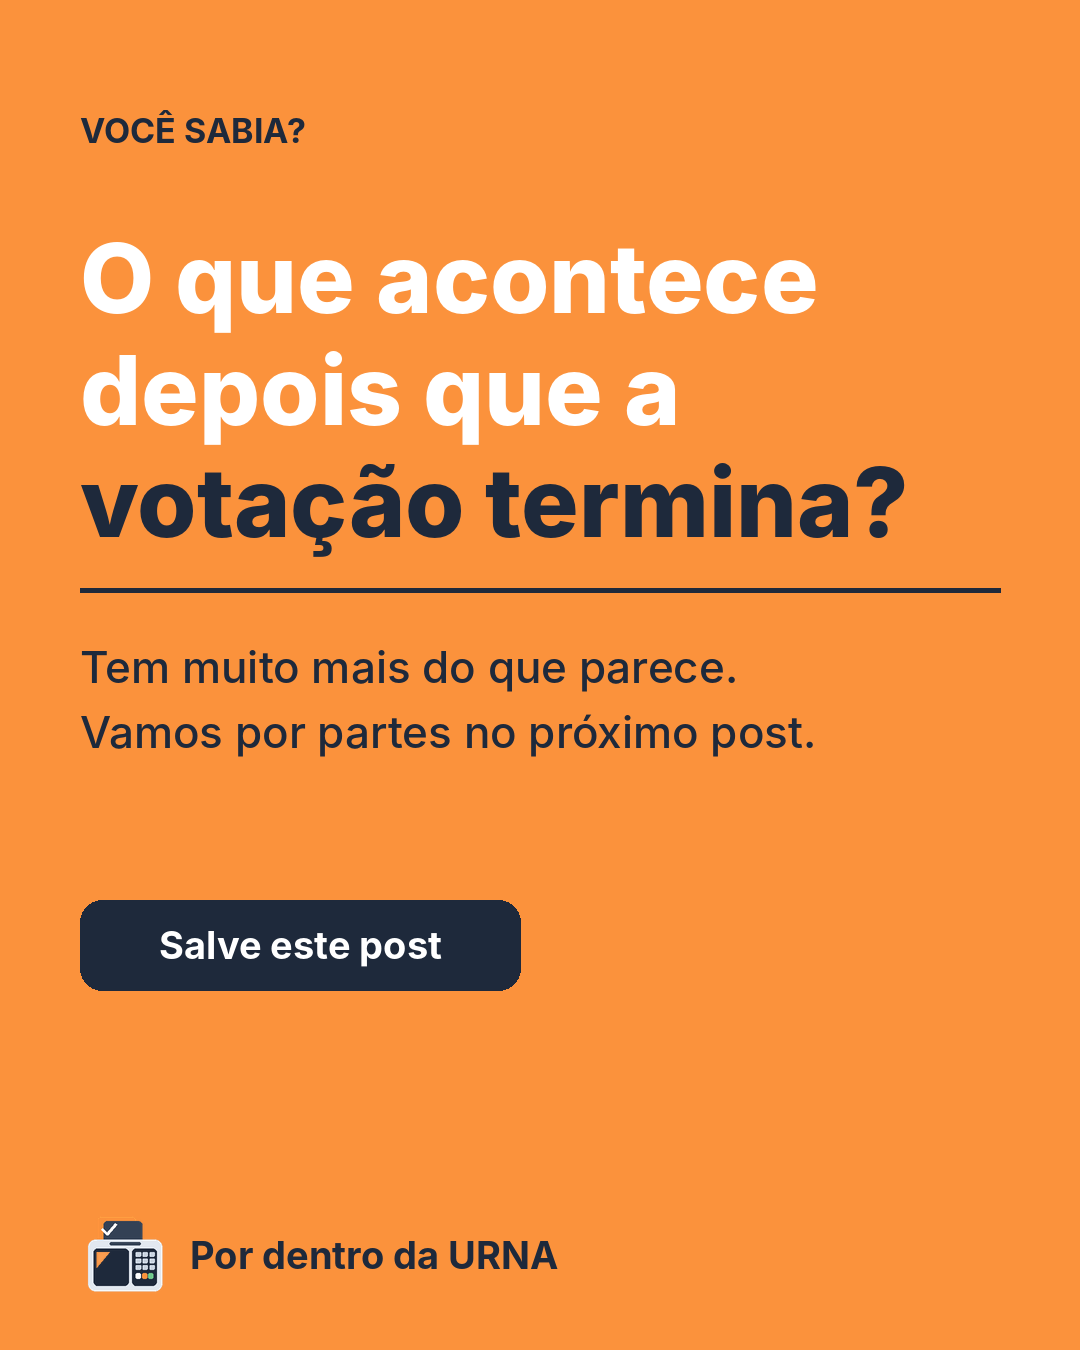 VOCÊ SABIA?
O que acontece
depois que a
votação termina?
Tem muito mais do que parece.
Vamos por partes no próximo post.
Salve este post
Por dentro da URNA